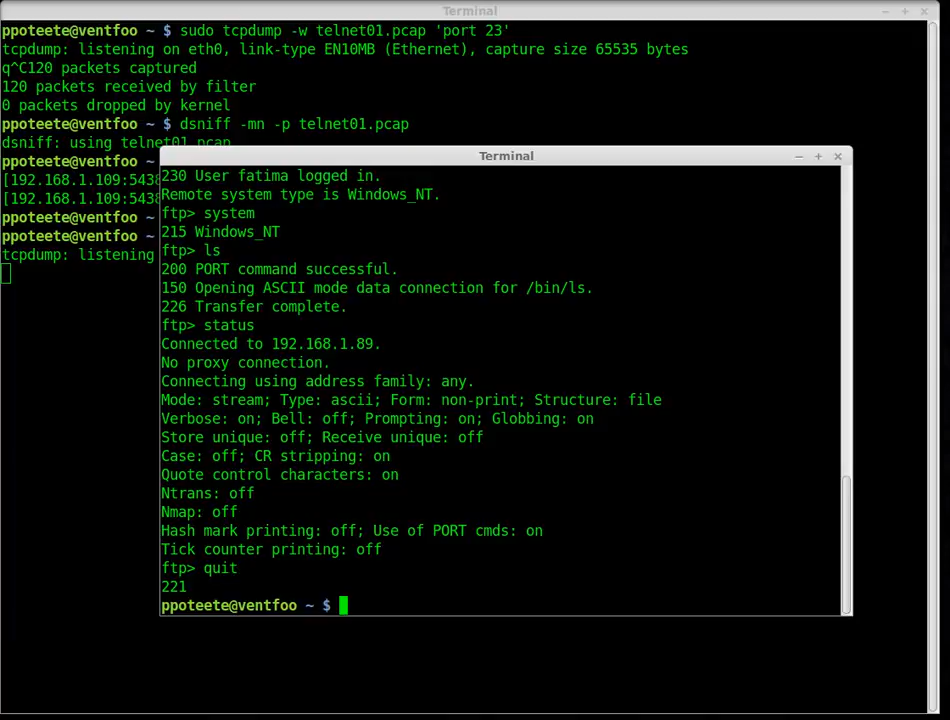 Terminal
ppoteete@ventfoo ~ $ sudo tcpdump -w telnet01.pcap 'port 23'
tcpdump: listening on eth0, link-type EN10MB (Ethernet), capture size 65535 bytes
q^C120 packets captured
120 packets received by filter
0 packets dropped by kernel
ppoteete@ventfoo ~ $ dsniff -mn -p telnet01.pcap
dsniff: using telnet01.pcap
ppoteete@ventfoo ~
[192.168.1.109:5438
[192.168.1.109:5438
ppoteete@ventfoo ~
ppoteete@ventfoo ~
tcpdump: listening
Terminal
230 User fatima logged in.
Remote system type is Windows_NT.
ftp> system
215 Windows_NT
ftp> ls
200 PORT command successful.
150 Opening ASCII mode data connection for /bin/ls.
226 Transfer complete.
ftp> status
Connected to 192.168.1.89.
No proxy connection.
Connecting using address family: any.
Mode: stream; Type: ascii; Form: non-print; Structure: file
Verbose: on; Bell: off; Prompting: on; Globbing: on
Store unique: off; Receive unique: off
Case: off; CR stripping: on
Quote control characters: on
Ntrans: off
Nmap: off
Hash mark printing: off; Use of PORT cmds: on
Tick counter printing: off
ftp> quit
221
ppoteete@ventfoo ~ $